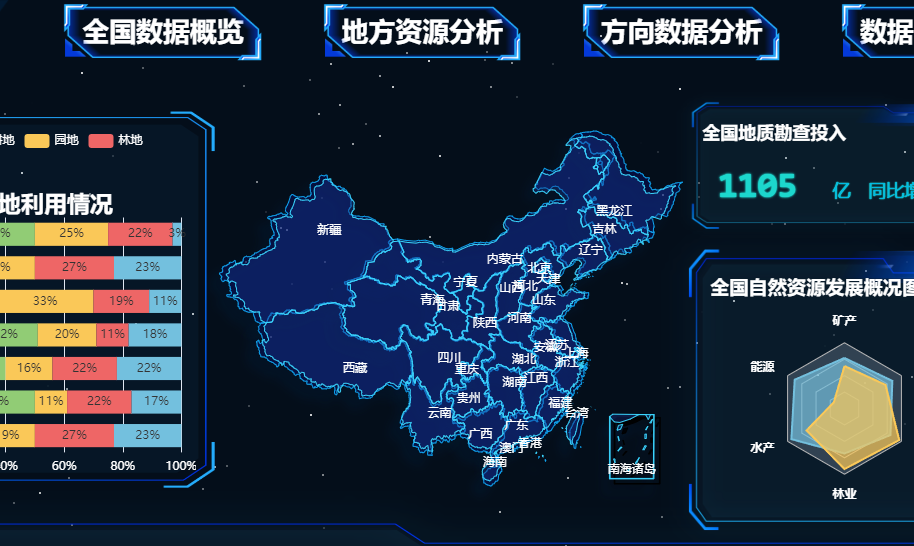 全国数据概览 地方资源分析 方向数据分析 数据
耕地 园地 林地
地利用情况
% 25% 22% 3%
% 27% 23%
33% 19% 11%
2% 20% 11% 18%
16% 22% 22%
% 11% 22% 17%
9% 27% 23%
0% 60% 80% 100%
黑龙江
吉林
新疆
辽宁
内蒙古
北京
天津
宁夏
山西
河北
青海
甘肃
山东
陕西
河南
江苏
安徽
上海
四川
湖北
浙江
西藏
重庆
湖南
江西
贵州
福建
云南
台湾
广东
广西
香港
澳门
海南
南海诸岛
全国地质勘查投入
1105 亿 同比增
全国自然资源发展概况图
矿产
能源
水产
林业